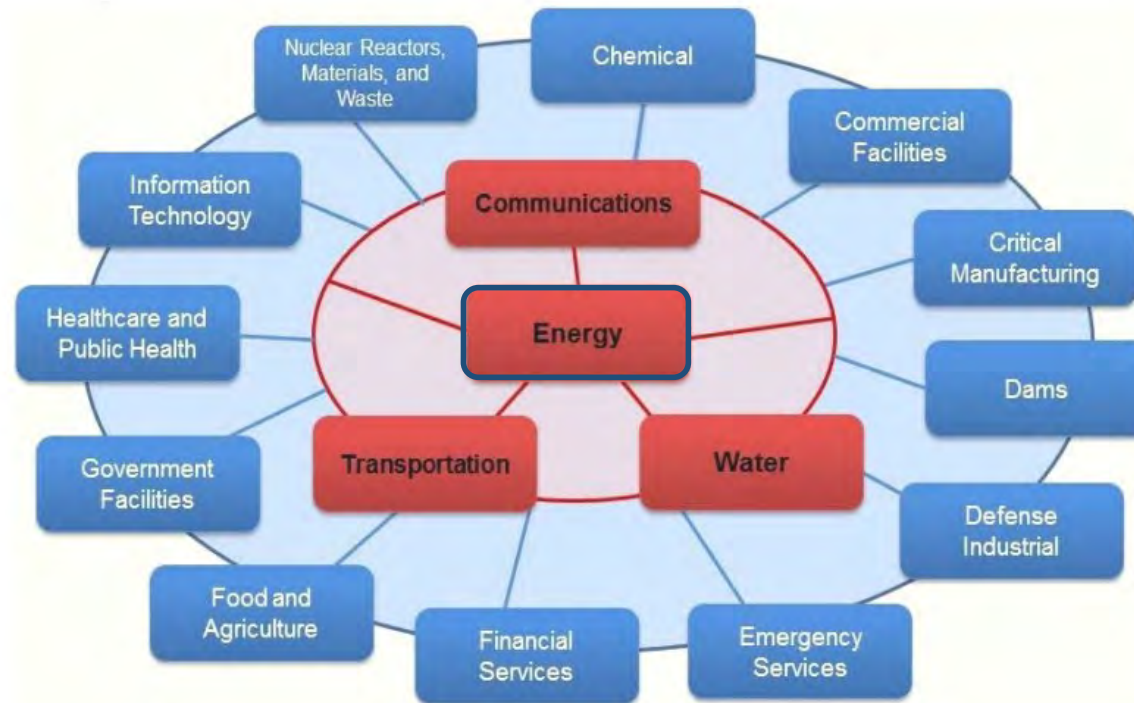 Nuclear Reactors,
Materials, and
Waste
Chemical
Commercial
Facilities
Information
Technology
Communications
Critical
Manufacturing
Healthcare and
Public Health
Energy
Dams
Government
Facilities
Transportation
Water
Defense
Industrial
Food and
Agriculture
Financial
Services
Emergency
Services